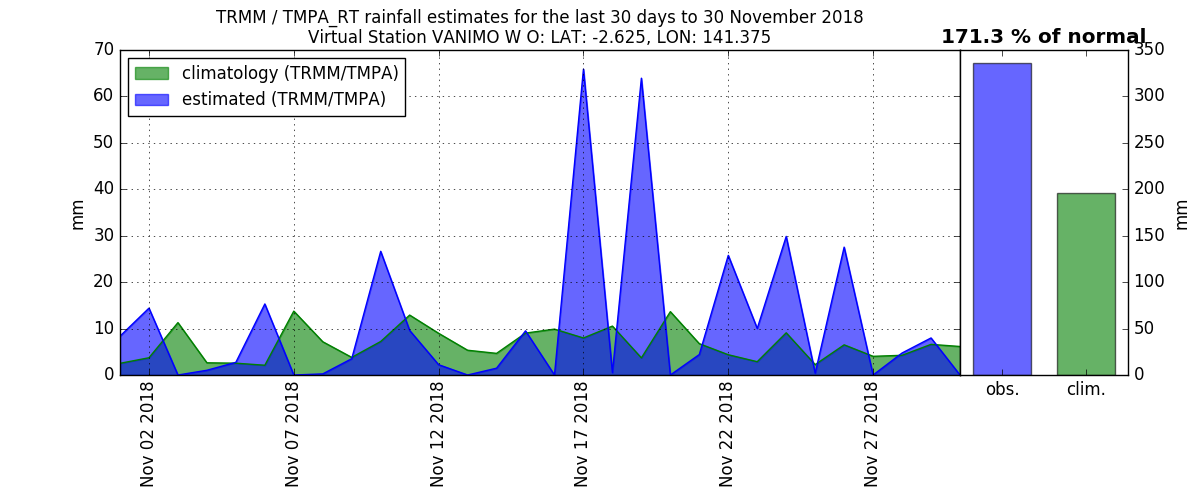 TRMM / TMPA_RT rainfall estimates for the last 30 days to 30 November 2018
Virtual Station VANIMO W O: LAT: -2.625, LON: 141.375
171.3 % of normal
climatology (TRMM/TMPA)
estimated (TRMM/TMPA)
70
60
50
40
30
20
10
0
mm
Nov 02 2018
Nov 07 2018
Nov 12 2018
Nov 17 2018
Nov 22 2018
Nov 27 2018
350
300
250
200
150
100
50
0
mm
obs.
clim.